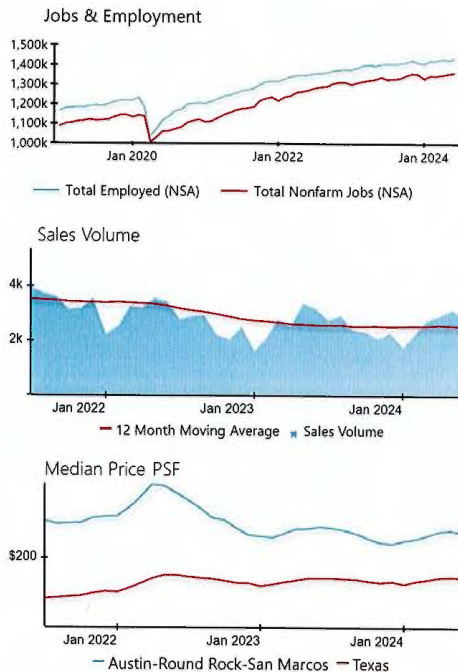 Jobs & Employment
1,500k
1,400k
1,300k
1,200k
1,100k
1,000k
Jan 2020
Jan 2022
Jan 2024
Total Employed (NSA)
Total Nonfarm Jobs (NSA)
Sales Volume
4k
2k
Jan 2022
Jan 2023
Jan 2024
12 Month Moving Average
Sales Volume
Median Price PSF
$200
Jan 2022
Jan 2023
Jan 2024
Austin-Round Rock-San Marcos
Texas